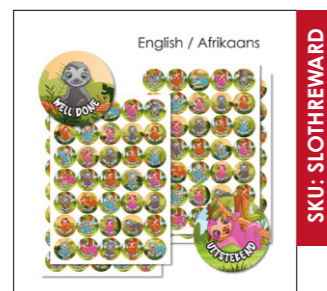 English / Afrikaans
WELL DONE
UITSTEKEND
SKU: SLOTHREWARD